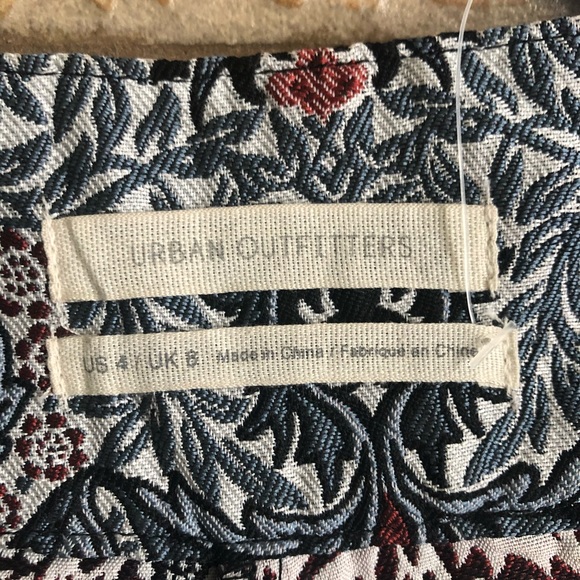 URBAN OUTFITTERS
US 4 / UK 8 Made in China / Fabriqué en Chine